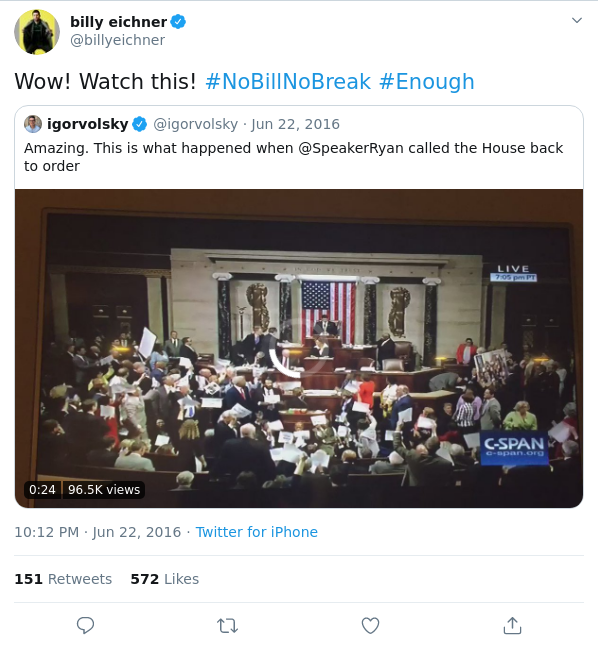 billy eichner
@billyeichner
Wow! Watch this! #NoBillNoBreak #Enough
igorvolsky @igorvolsky · Jun 22, 2016
Amazing. This is what happened when @SpeakerRyan called the House back
to order
LIVE
7:05 pm PT
C-SPAN
c-span.org
0:24 96.5K views
10:12 PM · Jun 22, 2016 · Twitter for iPhone
151 Retweets 572 Likes